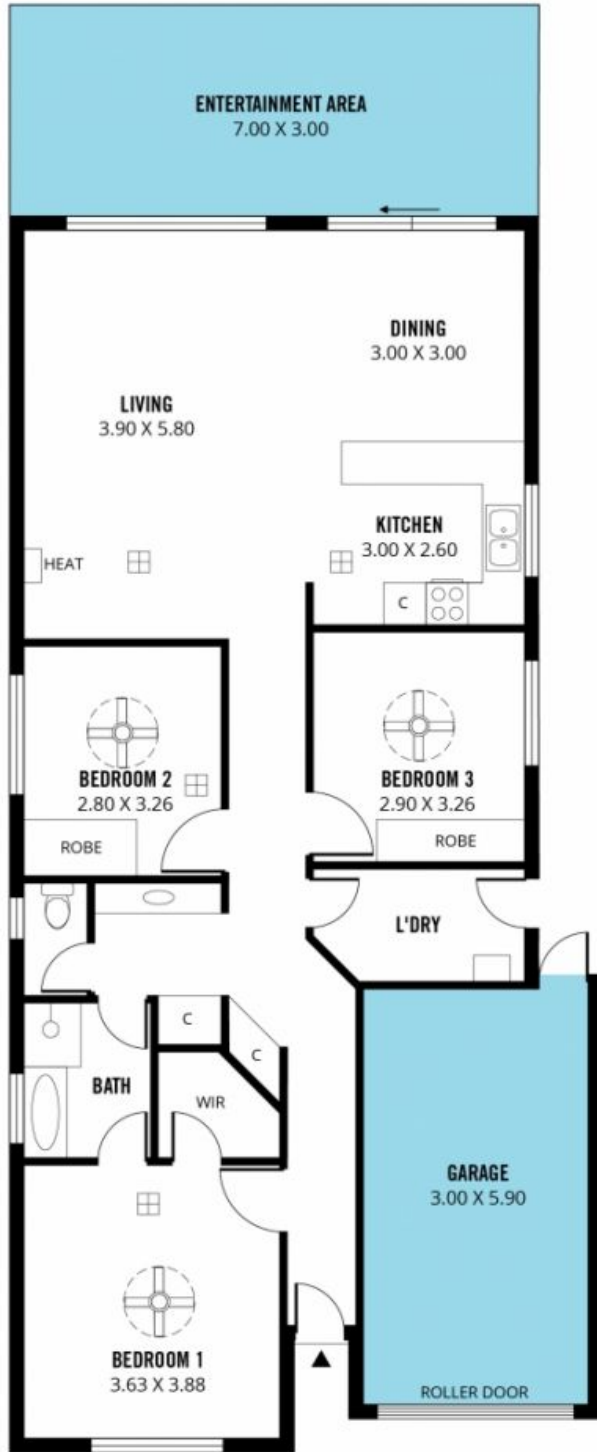 ENTERTAINMENT AREA
7.00 X 3.00
DINING
3.00 X 3.00
LIVING
3.90 X 5.80
KITCHEN
3.00 X 2.60
HEAT
C
BEDROOM 2
2.80 X 3.26
BEDROOM 3
2.90 X 3.26
ROBE
ROBE
L'DRY
C
C
BATH
WIR
GARAGE
3.00 X 5.90
BEDROOM 1
3.63 X 3.88
ROLLER DOOR